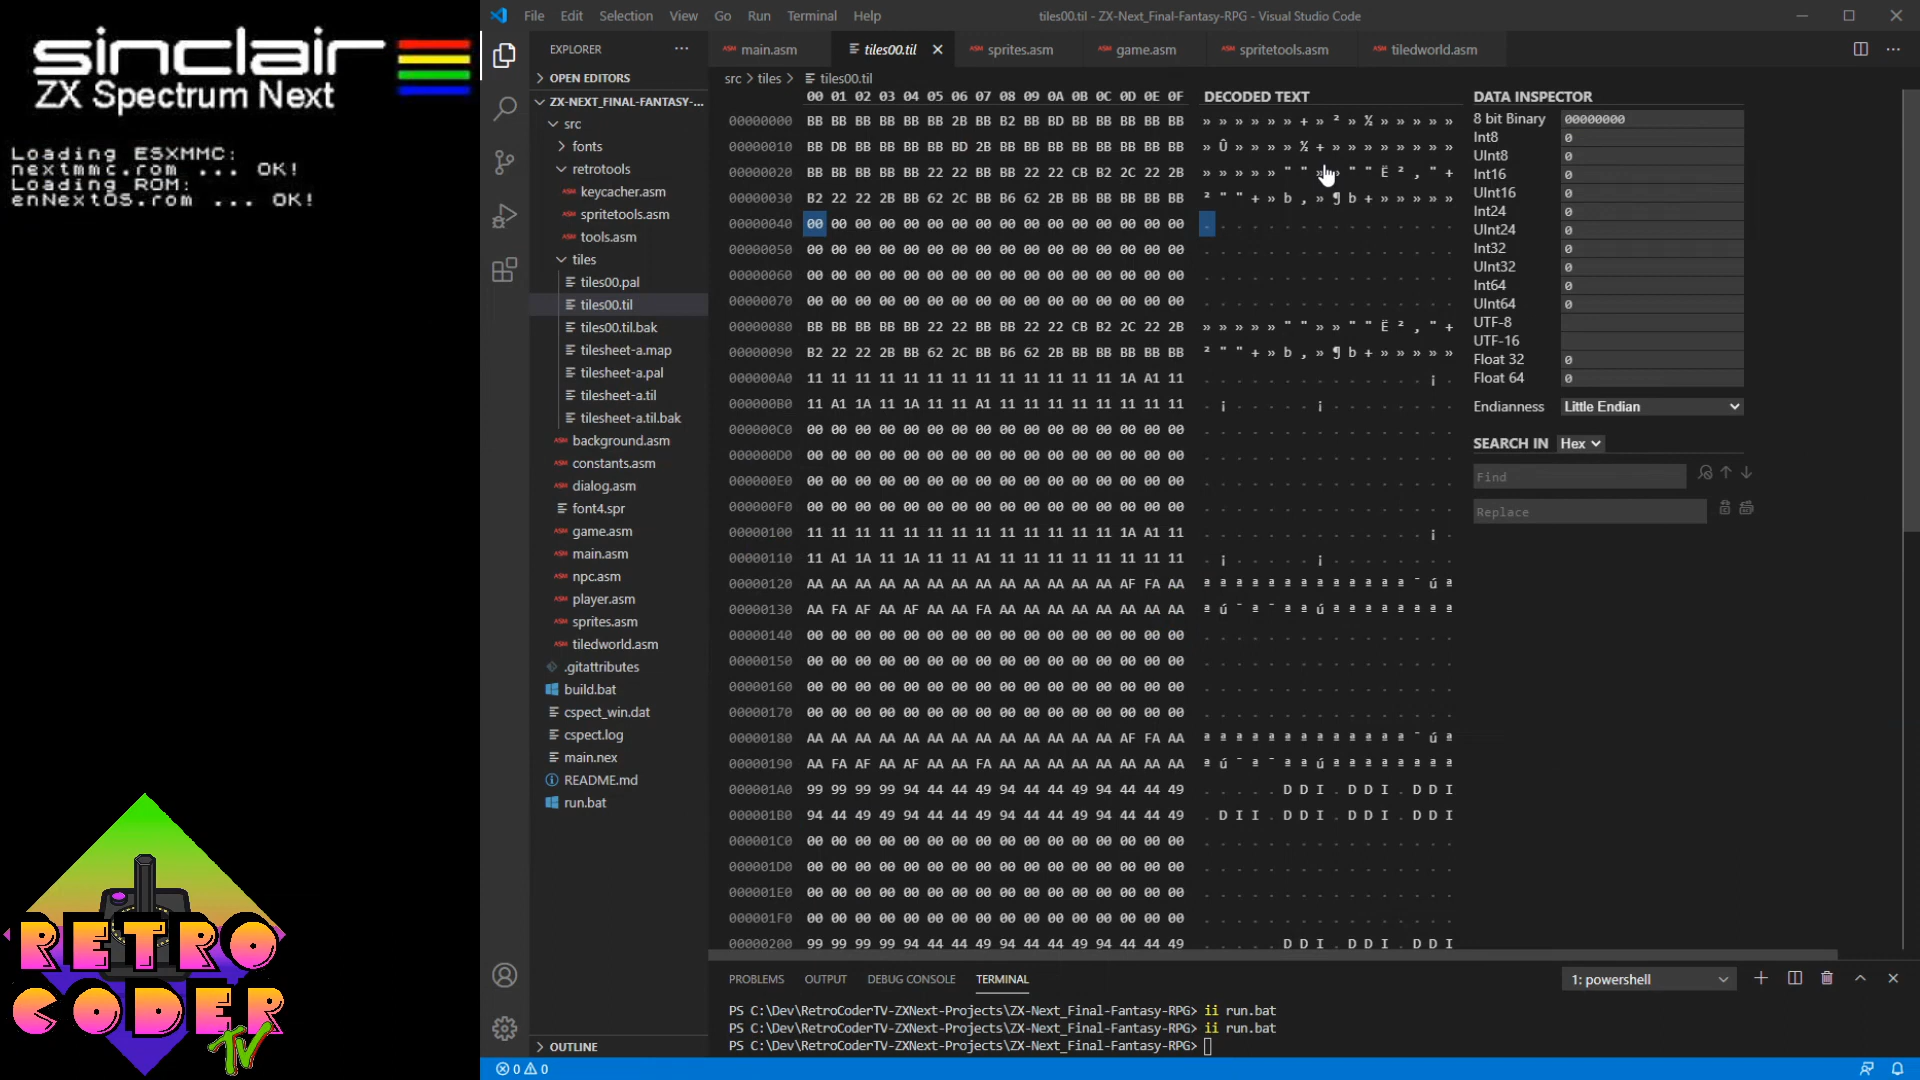 sinclair
ZX Spectrum Next
Loading ESXMMC:
nextmmc.rom ... OK!
Loading ROM:
enNextOS.rom ... OK!
RETRO
CODER
TV
File Edit Selection View Go Run Terminal Help
tiles00.til - ZX-Next_Final-Fantasy-RPG - Visual Studio Code
EXPLORER
OPEN EDITORS
ZX-NEXT_FINAL-FANTASY-...
src
fonts
retrotools
keycacher.asm
spritetools.asm
tools.asm
tiles
tiles00.pal
tiles00.til
tiles00.til.bak
tilesheet-a.map
tilesheet-a.pal
tilesheet-a.til
tilesheet-a.til.bak
background.asm
constants.asm
dialog.asm
font4.spr
game.asm
main.asm
npc.asm
player.asm
sprites.asm
tiledworld.asm
.gitattributes
build.bat
cspect_win.dat
cspect.log
main.nex
README.md
run.bat
OUTLINE
main.asm tiles00.til sprites.asm game.asm spritetools.asm tiledworld.asm
src > tiles > tiles00.til
00 01 02 03 04 05 06 07 08 09 0A 0B 0C 0D 0E 0F DECODED TEXT
00000000 BB BB BB BB BB BB 2B BB B2 BB BD BB BB BB BB BB » » » » » » + » ² » ½ » » » » »
00000010 BB DB BB BB BB BB BD 2B BB BB BB BB BB BB BB BB » Û » » » » ½ + » » » » » » » »
00000020 BB BB BB BB BB 22 22 BB BB 22 22 CB B2 2C 22 2B » » » » » " " » » " " Ë ² , " +
00000030 B2 22 22 2B BB 62 2C BB B6 62 2B BB BB BB BB BB ² " " + » b , » ¶ b + » » » » »
00000040 00 00 00 00 00 00 00 00 00 00 00 00 00 00 00 00 . . . . . . . . . . . . . . . .
00000050 00 00 00 00 00 00 00 00 00 00 00 00 00 00 00 00 . . . . . . . . . . . . . . . .
00000060 00 00 00 00 00 00 00 00 00 00 00 00 00 00 00 00 . . . . . . . . . . . . . . . .
00000070 00 00 00 00 00 00 00 00 00 00 00 00 00 00 00 00 . . . . . . . . . . . . . . . .
00000080 BB BB BB BB BB 22 22 BB BB 22 22 CB B2 2C 22 2B » » » » » " " » » " " Ë ² , " +
00000090 B2 22 22 2B BB 62 2C BB B6 62 2B BB BB BB BB BB ² " " + » b , » ¶ b + » » » » »
000000A0 11 11 11 11 11 11 11 11 11 11 11 11 11 1A A1 11 . . . . . . . . . . . . . . ¡ .
000000B0 11 A1 1A 11 1A 11 11 A1 11 11 11 11 11 11 11 11 . ¡ . . . . . ¡ . . . . . . . .
000000C0 00 00 00 00 00 00 00 00 00 00 00 00 00 00 00 00 . . . . . . . . . . . . . . . .
000000D0 00 00 00 00 00 00 00 00 00 00 00 00 00 00 00 00 . . . . . . . . . . . . . . . .
000000E0 00 00 00 00 00 00 00 00 00 00 00 00 00 00 00 00 . . . . . . . . . . . . . . . .
000000F0 00 00 00 00 00 00 00 00 00 00 00 00 00 00 00 00 . . . . . . . . . . . . . . . .
00000100 11 11 11 11 11 11 11 11 11 11 11 11 11 1A A1 11 . . . . . . . . . . . . . . ¡ .
00000110 11 A1 1A 11 1A 11 11 A1 11 11 11 11 11 11 11 11 . ¡ . . . . . ¡ . . . . . . . .
00000120 AA AA AA AA AA AA AA AA AA AA AA AA AA AF FA AA ª ª ª ª ª ª ª ª ª ª ª ª ª ¯ ú ª
00000130 AA FA AF AA AF AA AA FA AA AA AA AA AA AA AA AA ª ú ¯ ª ¯ ª ª ú ª ª ª ª ª ª ª ª
00000140 00 00 00 00 00 00 00 00 00 00 00 00 00 00 00 00 . . . . . . . . . . . . . . . .
00000150 00 00 00 00 00 00 00 00 00 00 00 00 00 00 00 00 . . . . . . . . . . . . . . . .
00000160 00 00 00 00 00 00 00 00 00 00 00 00 00 00 00 00 . . . . . . . . . . . . . . . .
00000170 00 00 00 00 00 00 00 00 00 00 00 00 00 00 00 00 . . . . . . . . . . . . . . . .
00000180 AA AA AA AA AA AA AA AA AA AA AA AA AA AF FA AA ª ª ª ª ª ª ª ª ª ª ª ª ª ¯ ú ª
00000190 AA FA AF AA AF AA AA FA AA AA AA AA AA AA AA AA ª ú ¯ ª ¯ ª ª ú ª ª ª ª ª ª ª ª
000001A0 99 99 99 99 94 44 44 49 94 44 44 49 94 44 44 49 . . . . . D D I . D D I . D D I
000001B0 94 44 49 49 94 44 44 49 94 44 44 49 94 44 44 49 . D I I . D D I . D D I . D D I
000001C0 00 00 00 00 00 00 00 00 00 00 00 00 00 00 00 00 . . . . . . . . . . . . . . . .
000001D0 00 00 00 00 00 00 00 00 00 00 00 00 00 00 00 00 . . . . . . . . . . . . . . . .
000001E0 00 00 00 00 00 00 00 00 00 00 00 00 00 00 00 00 . . . . . . . . . . . . . . . .
000001F0 00 00 00 00 00 00 00 00 00 00 00 00 00 00 00 00 . . . . . . . . . . . . . . . .
00000200 99 99 99 99 94 44 44 49 94 44 44 49 94 44 44 49 . . . . . D D I . D D I . D D I
DATA INSPECTOR
8 bit Binary 00000000
Int8 0
UInt8 0
Int16 0
UInt16 0
Int24 0
UInt24 0
Int32 0
UInt32 0
Int64 0
UInt64 0
UTF-8
UTF-16
Float 32 0
Float 64 0
Endianness Little Endian
SEARCH IN Hex
Find
Replace
PROBLEMS OUTPUT DEBUG CONSOLE TERMINAL
1: powershell
PS C:\Dev\RetroCoderTV-ZXNext-Projects\ZX-Next_Final-Fantasy-RPG> ii run.bat
PS C:\Dev\RetroCoderTV-ZXNext-Projects\ZX-Next_Final-Fantasy-RPG> ii run.bat
PS C:\Dev\RetroCoderTV-ZXNext-Projects\ZX-Next_Final-Fantasy-RPG>
0 0